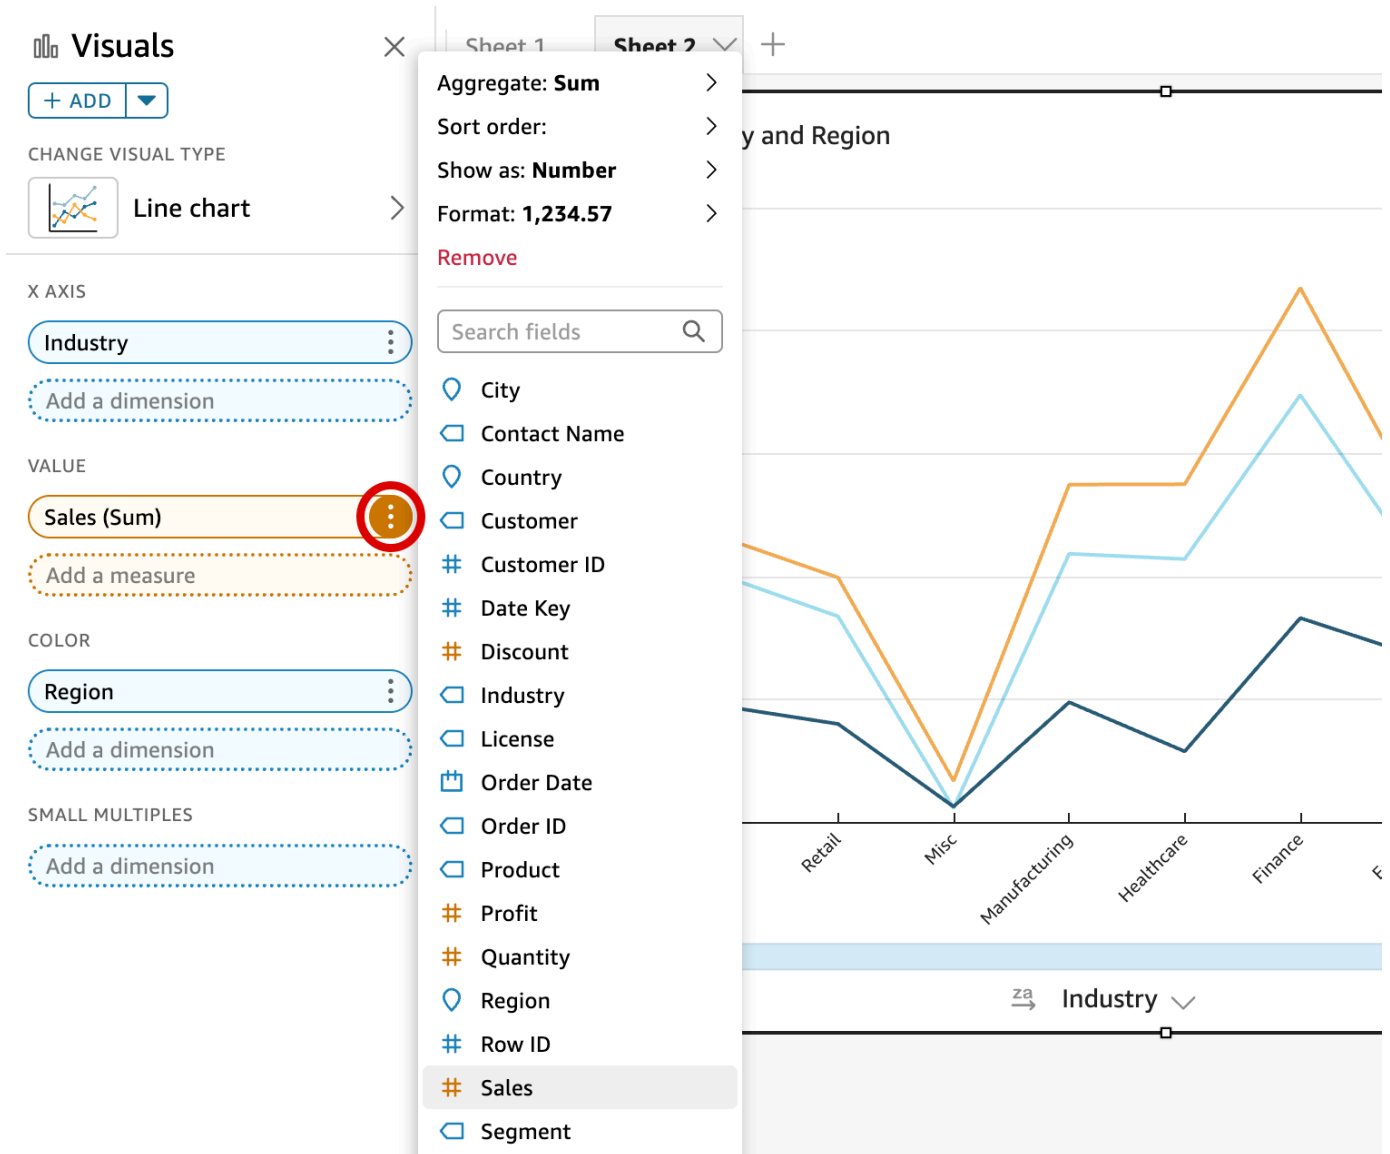 Visuals
+ ADD
CHANGE VISUAL TYPE
Line chart
X AXIS
Industry
Add a dimension
VALUE
Sales (Sum)
Add a measure
COLOR
Region
Add a dimension
SMALL MULTIPLES
Add a dimension
Sheet 1
Sheet 2
Aggregate: Sum
Sort order:
Show as: Number
Format: 1,234.57
Remove
Search fields
City
Contact Name
Country
Customer
Customer ID
Date Key
Discount
Industry
License
Order Date
Order ID
Product
Profit
Quantity
Region
Row ID
Sales
Segment
y and Region
Retail
Misc
Manufacturing
Healthcare
Finance
za
Industry